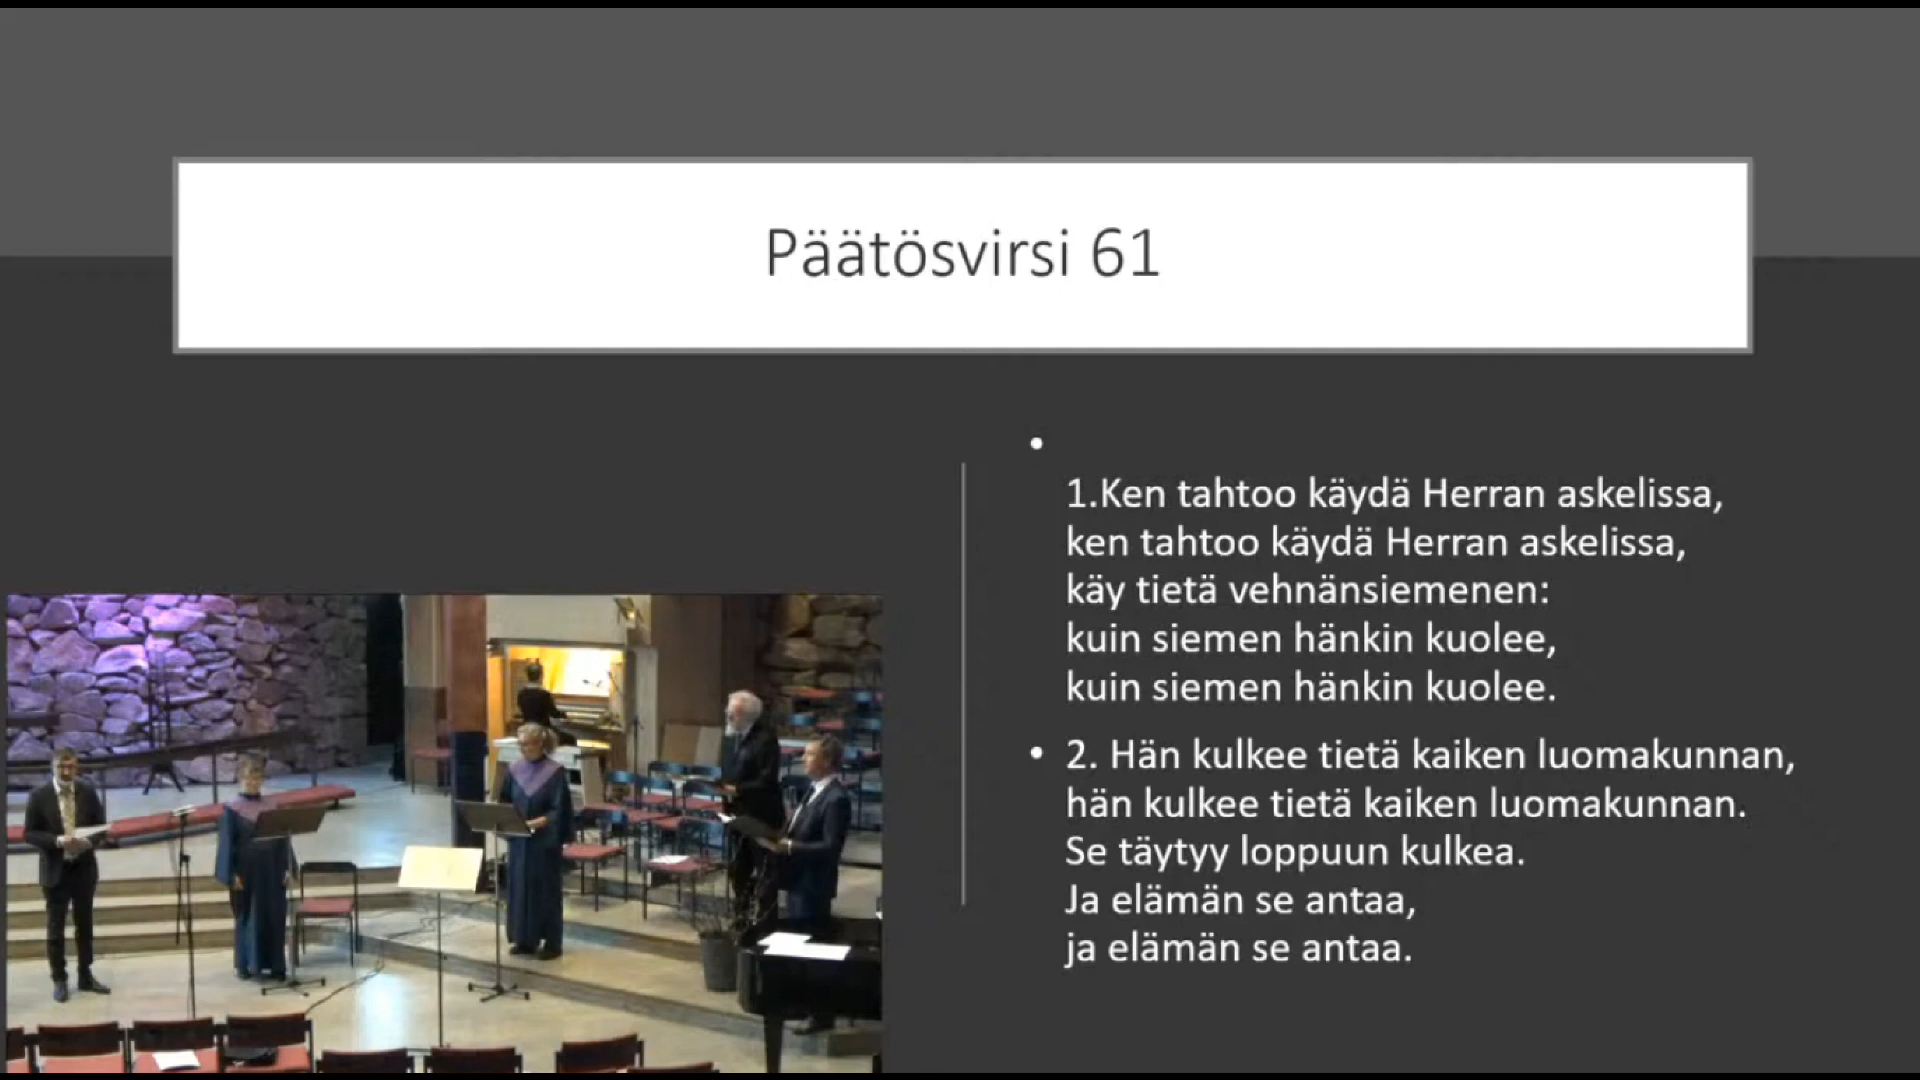 Päätösvirsi 61
1.Ken tahtoo käydä Herran askelissa,
ken tahtoo käydä Herran askelissa,
käy tietä vehnänsiemenen:
kuin siemen hänkin kuolee,
kuin siemen hänkin kuolee.
2. Hän kulkee tietä kaiken luomakunnan,
hän kulkee tietä kaiken luomakunnan.
Se täytyy loppuun kulkea.
Ja elämän se antaa,
ja elämän se antaa.